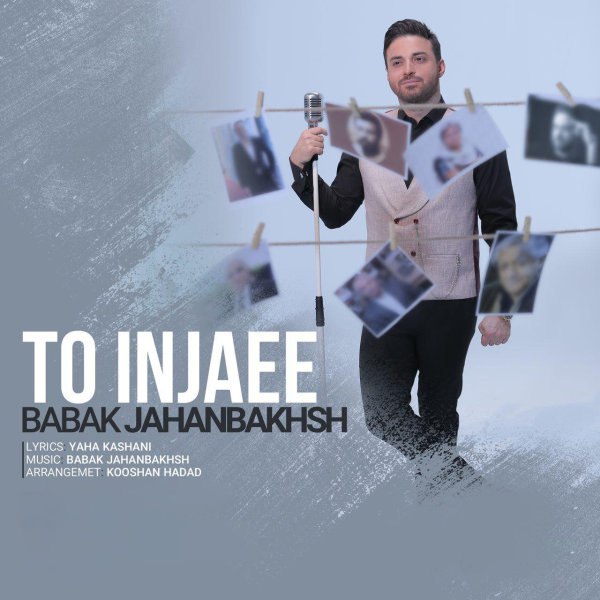 TO INJAEE
BABAK JAHANBAKHSH
LYRICS: YAHA KASHANI
MUSIC: BABAK JAHANBAKHSH
ARRANGEMET: KOOSHAN HADAD